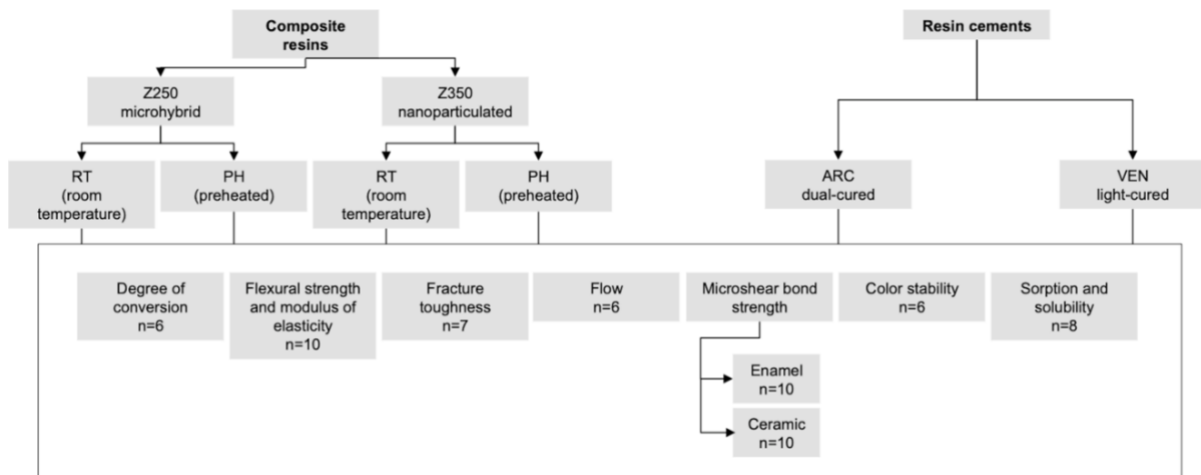 Composite
resins
Resin cements
Z250
microhybrid
Z350
nanoparticulated
RT
(room
temperature)
PH
(preheated)
RT
(room
temperature)
PH
(preheated)
ARC
dual-cured
VEN
light-cured
Degree of
conversion
n=6
Flexural strength
and modulus of
elasticity
n=10
Fracture
toughness
n=7
Flow
n=6
Microshear bond
strength
Color stability
n=6
Sorption and
solubility
n=8
Enamel
n=10
Ceramic
n=10